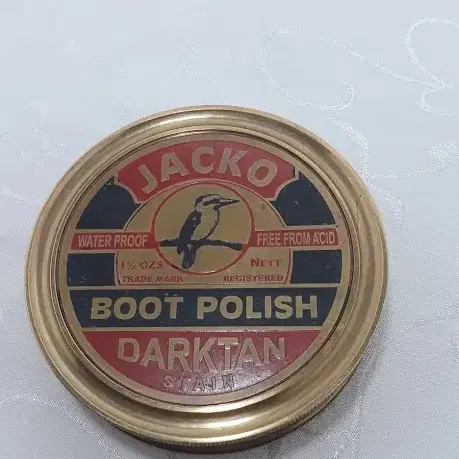 JACKO
WATER PROOF
FREE FROM ACID
1½ OZS
NETT
TRADE MARK
REGISTERED
BOOT POLISH
DARKTAN
STAIN